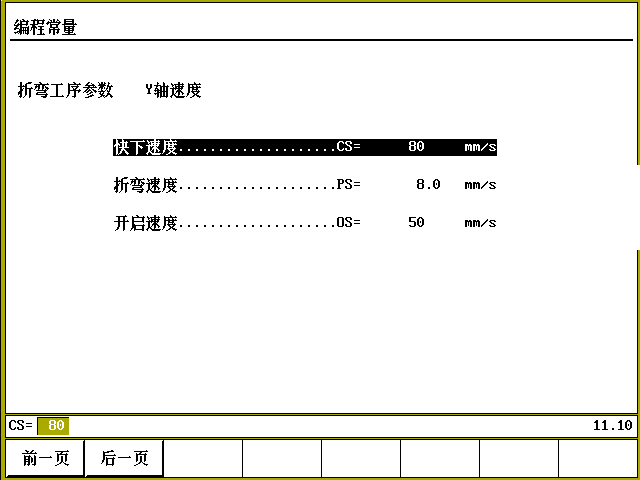 编程常量
折弯工序参数 Y轴速度
快下速度....................CS= 80 mm/s
折弯速度....................PS= 8.0 mm/s
开启速度....................OS= 50 mm/s
CS= 80 11.10
前一页 后一页